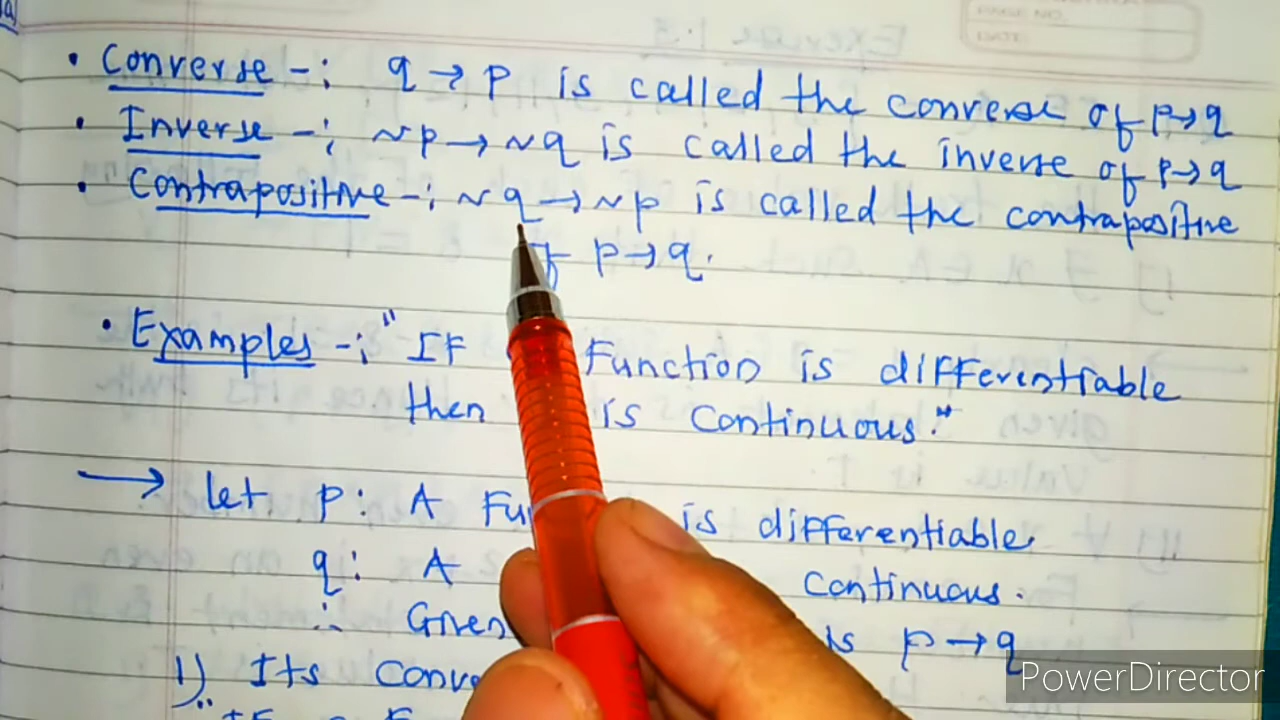 • Converse -: q → p is called the converse of p→q
• Inverse -: ~p → ~q is called the inverse of p→q
• Contrapositive -: ~q → ~p is called the contrapositive
of p→q.
• Examples -: "IF Function is differentiable
then is continuous."
→ let p: A is differentiable
q: A continuous.
∴ Given is p → q
1) Its
PowerDirector